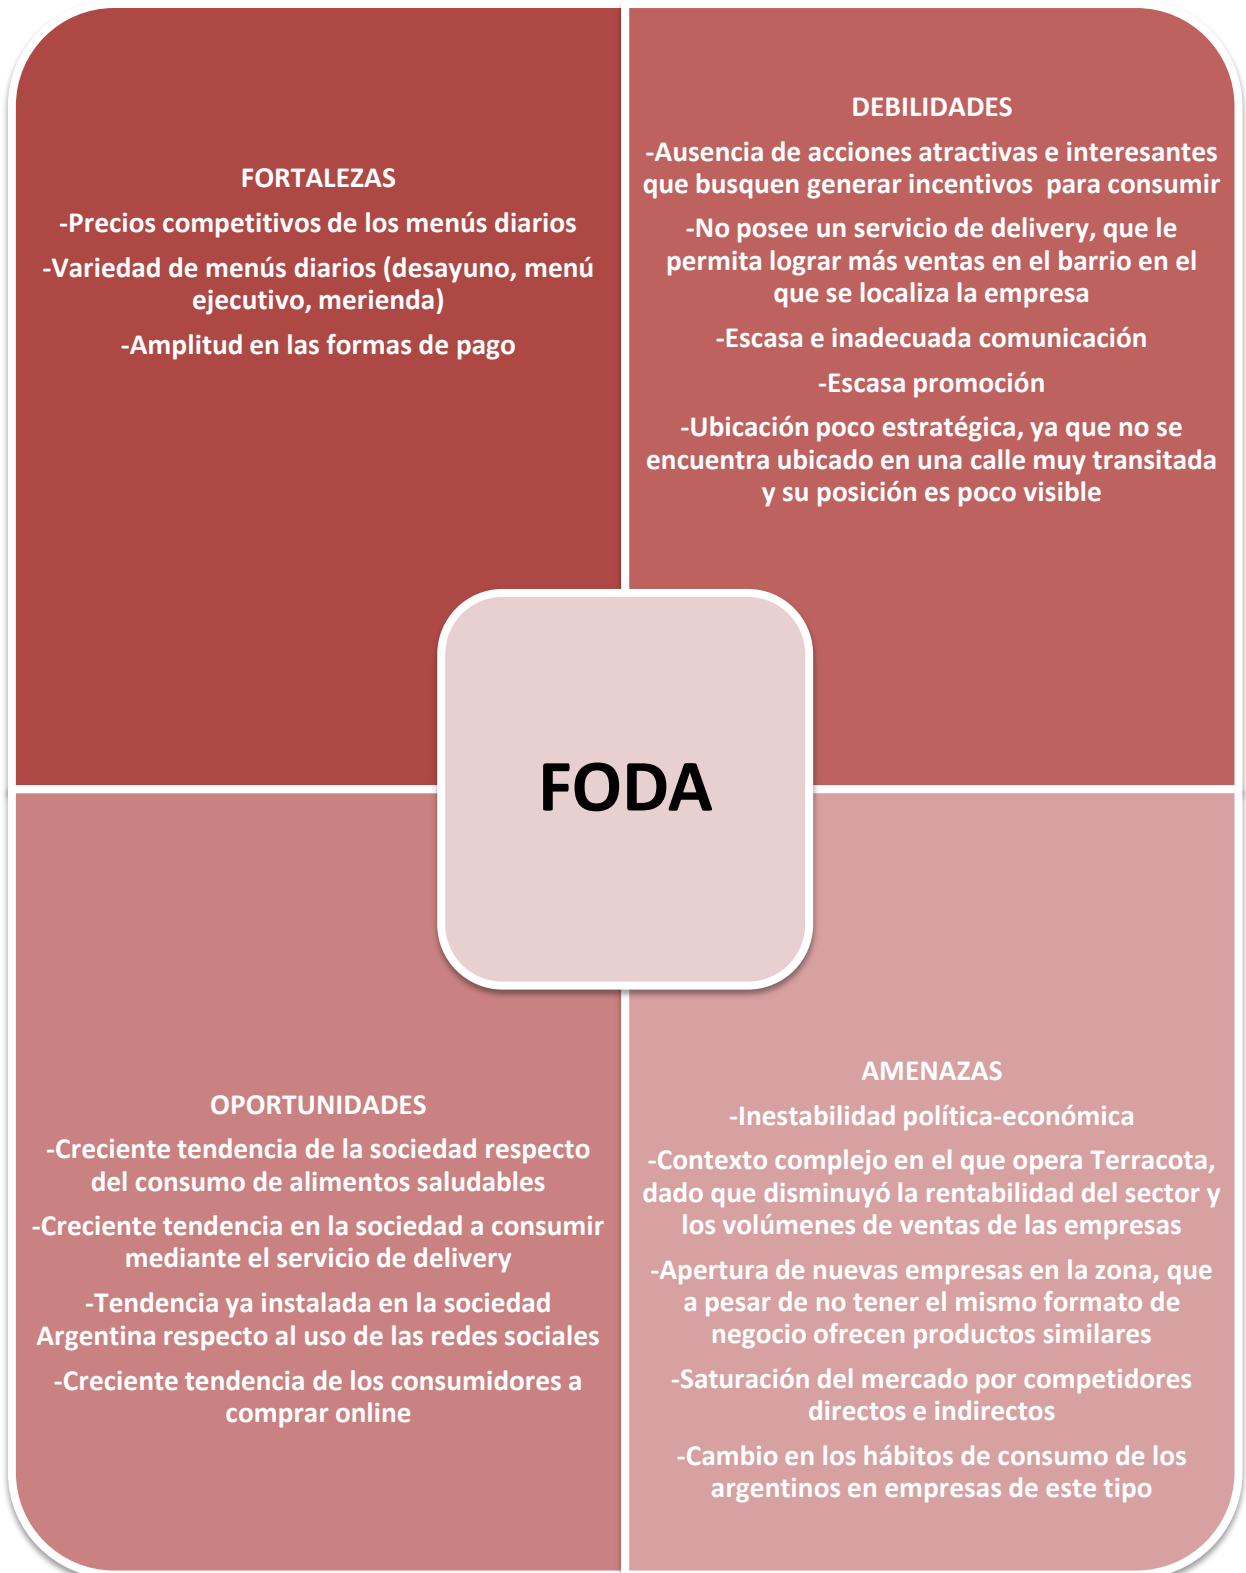 FORTALEZAS
-Precios competitivos de los menús diarios
-Variedad de menús diarios (desayuno, menú
ejecutivo, merienda)
-Amplitud en las formas de pago
DEBILIDADES
-Ausencia de acciones atractivas e interesantes
que busquen generar incentivos  para consumir
-No posee un servicio de delivery, que le
permita lograr más ventas en el barrio en el
que se localiza la empresa
-Escasa e inadecuada comunicación
-Escasa promoción
-Ubicación poco estratégica, ya que no se
encuentra ubicado en una calle muy transitada
y su posición es poco visible
FODA
OPORTUNIDADES
-Creciente tendencia de la sociedad respecto
del consumo de alimentos saludables
-Creciente tendencia en la sociedad a consumir
mediante el servicio de delivery
-Tendencia ya instalada en la sociedad
Argentina respecto al uso de las redes sociales
-Creciente tendencia de los consumidores a
comprar online
AMENAZAS
-Inestabilidad política-económica
-Contexto complejo en el que opera Terracota,
dado que disminuyó la rentabilidad del sector y
los volúmenes de ventas de las empresas
-Apertura de nuevas empresas en la zona, que
a pesar de no tener el mismo formato de
negocio ofrecen productos similares
-Saturación del mercado por competidores
directos e indirectos
-Cambio en los hábitos de consumo de los
argentinos en empresas de este tipo